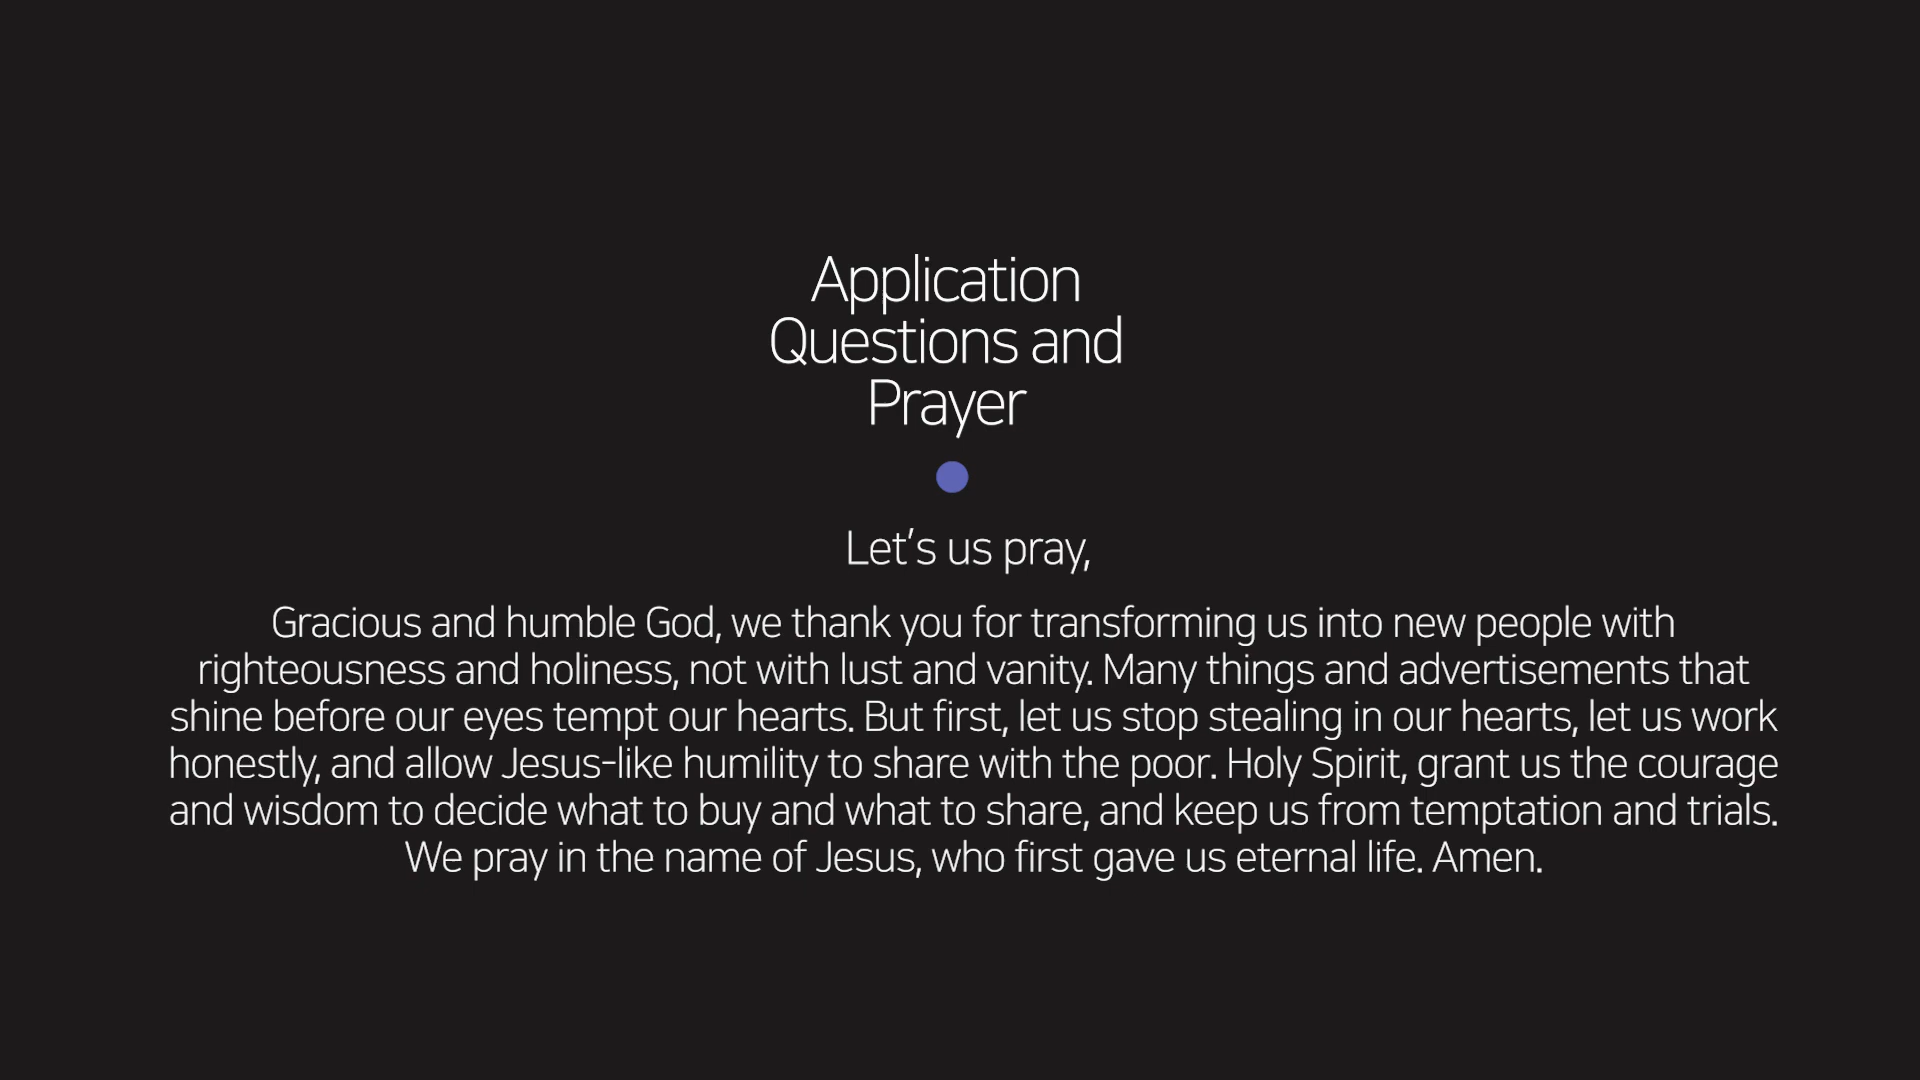 Application
Questions and
Prayer
Let's us pray,
Gracious and humble God, we thank you for transforming us into new people with
righteousness and holiness, not with lust and vanity. Many things and advertisements that
shine before our eyes tempt our hearts. But first, let us stop stealing in our hearts, let us work
honestly, and allow Jesus-like humility to share with the poor. Holy Spirit, grant us the courage
and wisdom to decide what to buy and what to share, and keep us from temptation and trials.
We pray in the name of Jesus, who first gave us eternal life. Amen.